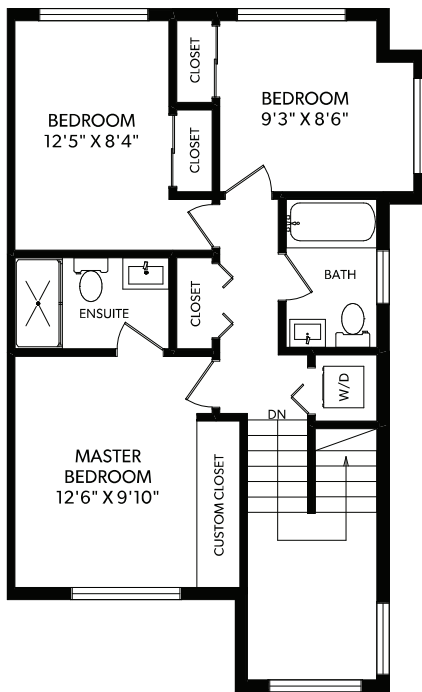 CLOSET
BEDROOM
12'5" X 8'4"
BEDROOM
9'3" X 8'6"
CLOSET
CLOSET
ENSUITE
BATH
W/D
DN
MASTER
BEDROOM
12'6" X 9'10"
CUSTOM CLOSET